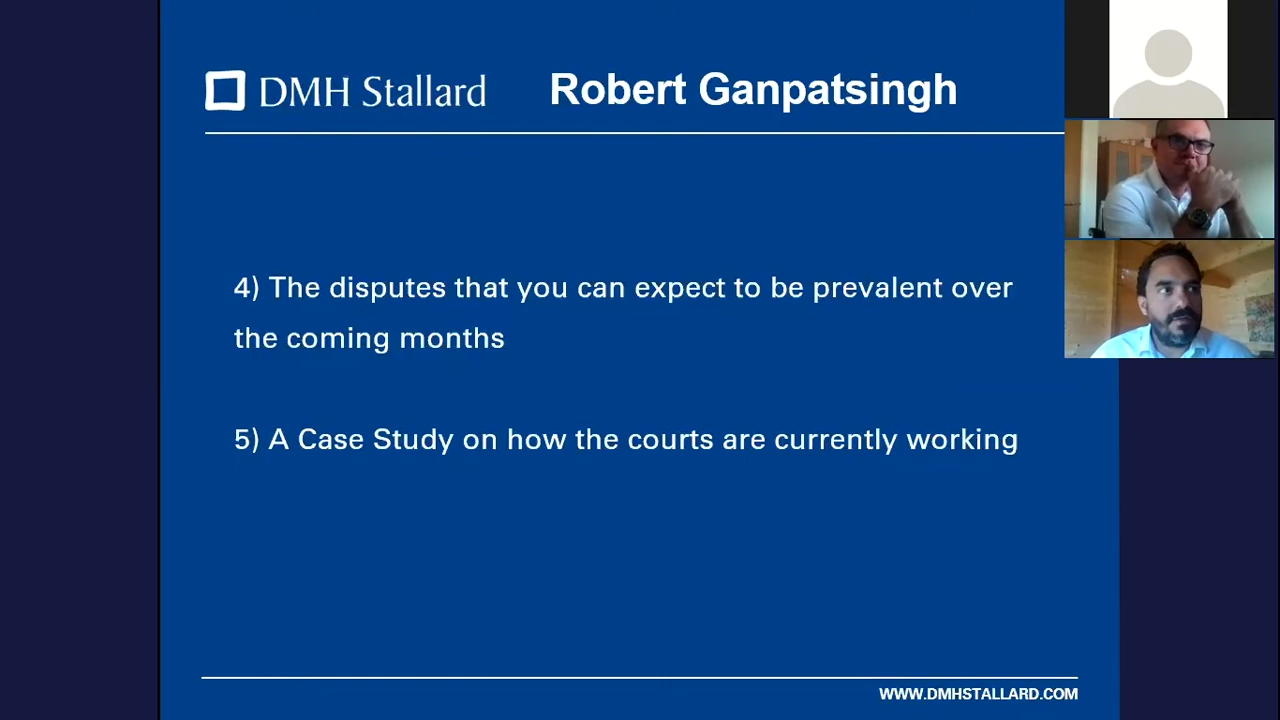 DMH Stallard
Robert Ganpatsingh
4) The disputes that you can expect to be prevalent over
the coming months
5) A Case Study on how the courts are currently working
WWW.DMHSTALLARD.COM